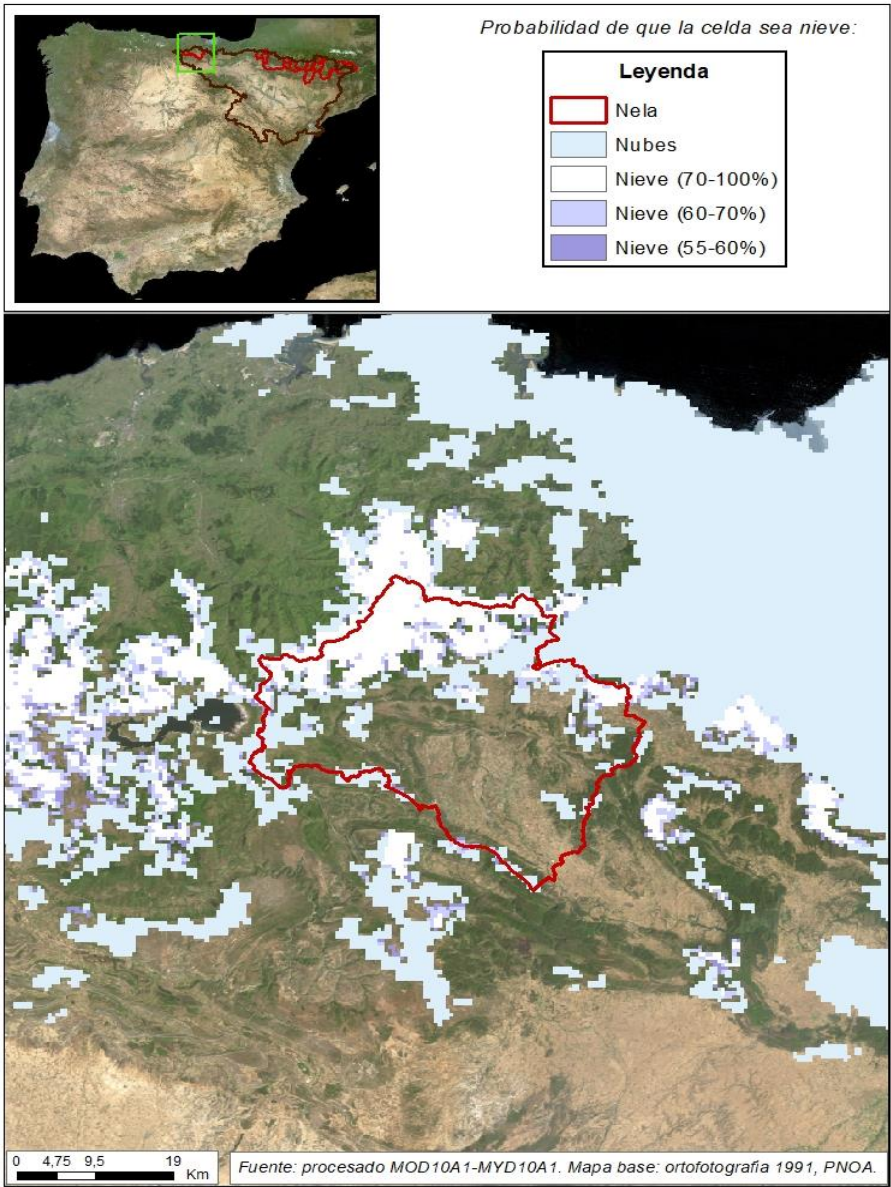 Probabilidad de que la celda sea nieve:
Leyenda
Nela
Nubes
Nieve (70-100%)
Nieve (60-70%)
Nieve (55-60%)
0 4,75 9,5 19
Km
Fuente: procesado MOD10A1-MYD10A1. Mapa base: ortofotografía 1991, PNOA.